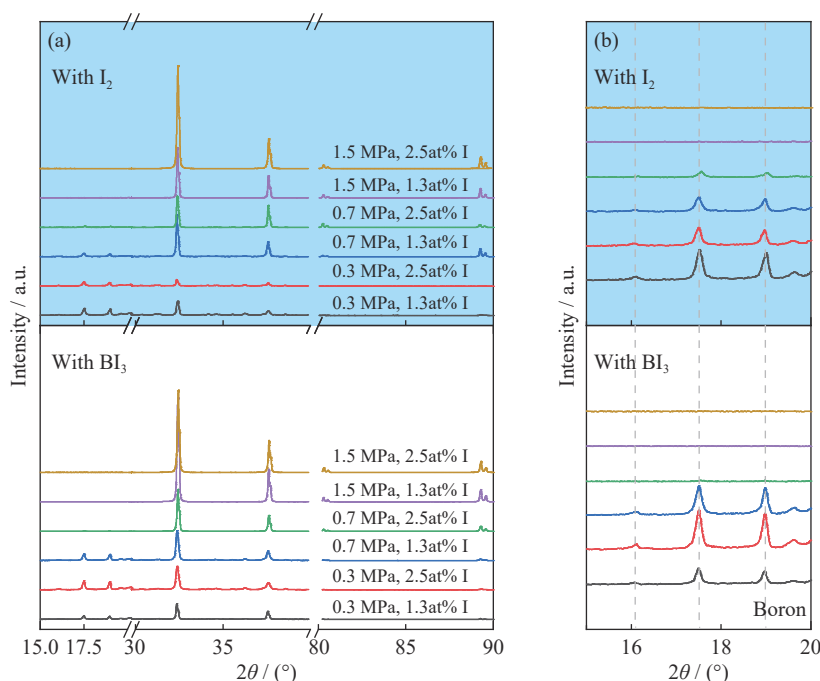 (a)
With I₂
1.5 MPa, 2.5at% I
1.5 MPa, 1.3at% I
0.7 MPa, 2.5at% I
0.7 MPa, 1.3at% I
0.3 MPa, 2.5at% I
0.3 MPa, 1.3at% I
Intensity / a.u.
With BI₃
1.5 MPa, 2.5at% I
1.5 MPa, 1.3at% I
0.7 MPa, 2.5at% I
0.7 MPa, 1.3at% I
0.3 MPa, 2.5at% I
0.3 MPa, 1.3at% I
15.0 17.5 30 35 80 85 90
2θ / (°)
(b)
With I₂
Intensity / a.u.
With BI₃
Boron
16 18 20
2θ / (°)